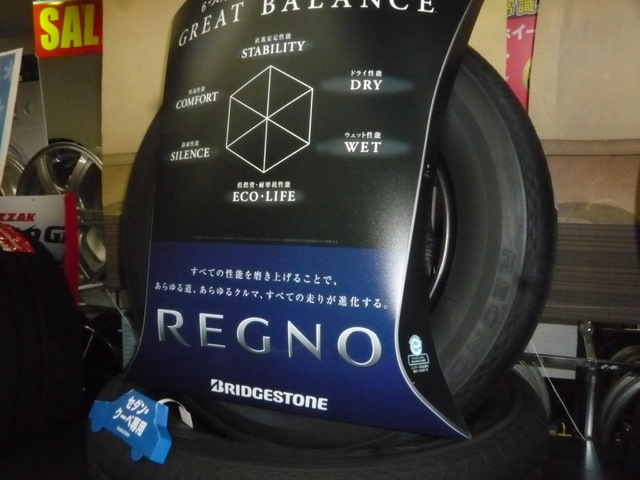 SAL
GREAT BALANCE
直進安定性能
STABILITY
ドライ性能
DRY
COMFORT
ウェット性能
WET
静粛性能
SILENCE
低燃費・耐摩耗性能
ECO・LIFE
すべての性能を磨き上げることで、
あらゆる道、あらゆるクルマ、すべての走りが進化する。
REGNO
BRIDGESTONE
セダン・
クーペ専用
ZZAK